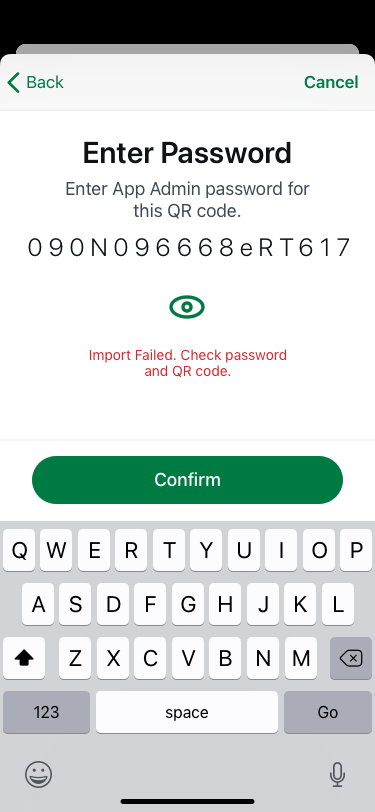 Back
Cancel
Enter Password
Enter App Admin password for
this QR code.
090N096668eRT617
Import Failed. Check password
and QR code.
Confirm
Q W E R T Y U I O P
A S D F G H J K L
Z X C V B N M
123 space Go